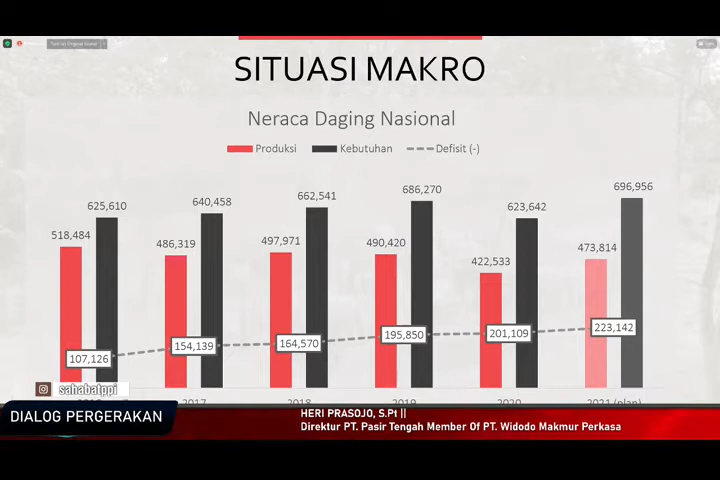 SITUASI MAKRO
Neraca Daging Nasional
Produksi Kebutuhan Defisit (-)
518,484 625,610 486,319 640,458 497,971 662,541 490,420 686,270 422,533 623,642 473,814 696,956
107,126 154,139 164,570 195,850 201,109 223,142
2017 2018 2019 2020 2021 (plan)
sahabatppi
DIALOG PERGERAKAN
HERI PRASOJO, S.Pt ||
Direktur PT. Pasir Tengah Member Of PT. Widodo Makmur Perkasa